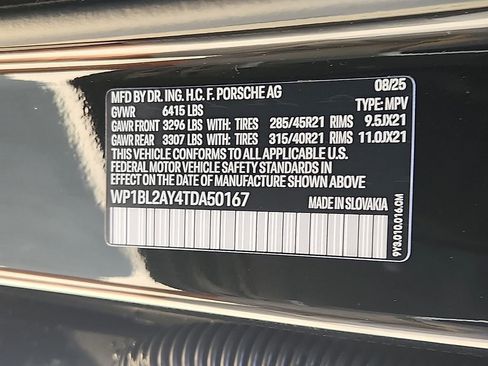 MFD BY DR. ING. H.C. F. PORSCHE AG 08/25
GVWR 6415 LBS TYPE: MPV
GAWR FRONT 3296 LBS WITH: TIRES 285/45R21 RIMS 9.5JX21
GAWR REAR 3307 LBS WITH: TIRES 315/40R21 RIMS 11.0JX21
THIS VEHICLE CONFORMS TO ALL APPLICABLE U.S.
FEDERAL MOTOR VEHICLE SAFETY STANDARDS IN EFFECT
ON THE DATE OF MANUFACTURE SHOWN ABOVE
WP1BL2AY4TDA50167 MADE IN SLOVAKIA
9Y3.010.016.CM